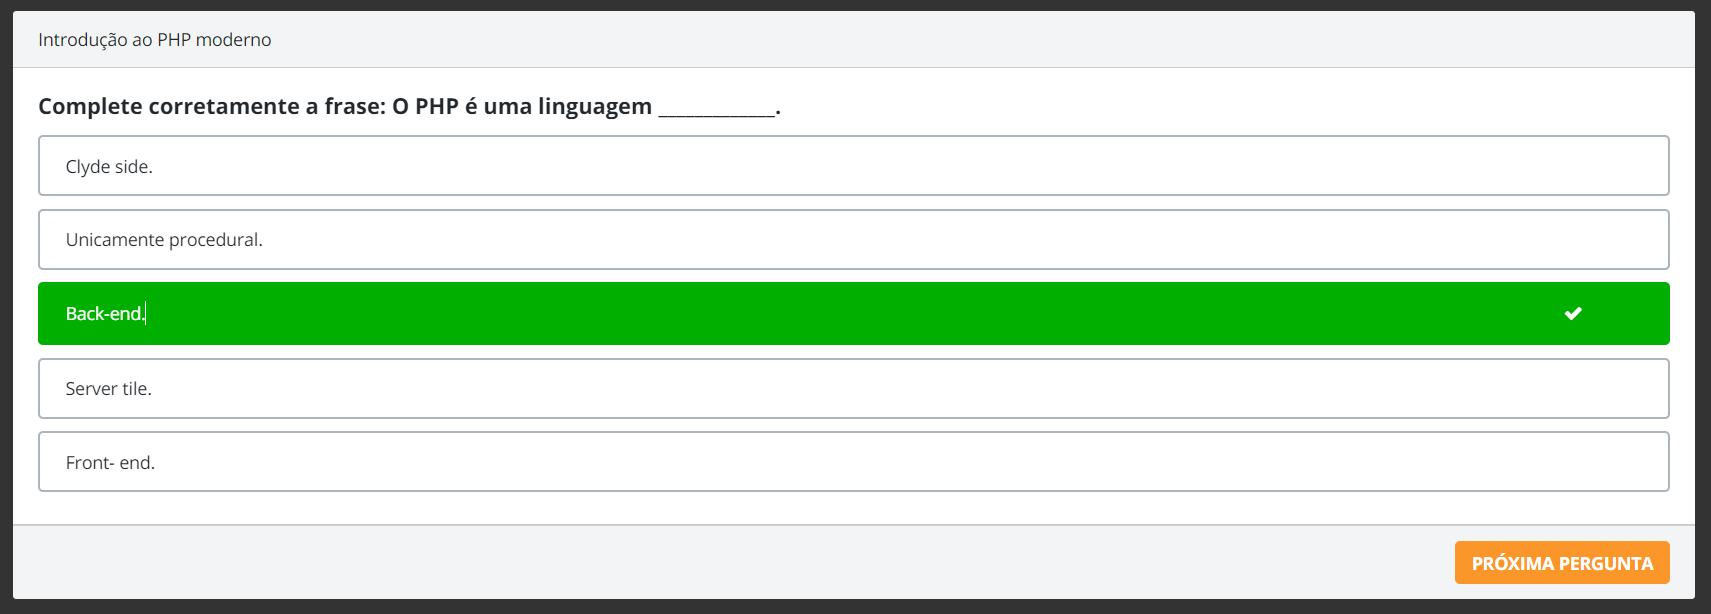 Introdução ao PHP moderno
Complete corretamente a frase: O PHP é uma linguagem _____________.
Clyde side.
Unicamente procedural.
Back-end.
Server tile.
Front- end.
PRÓXIMA PERGUNTA